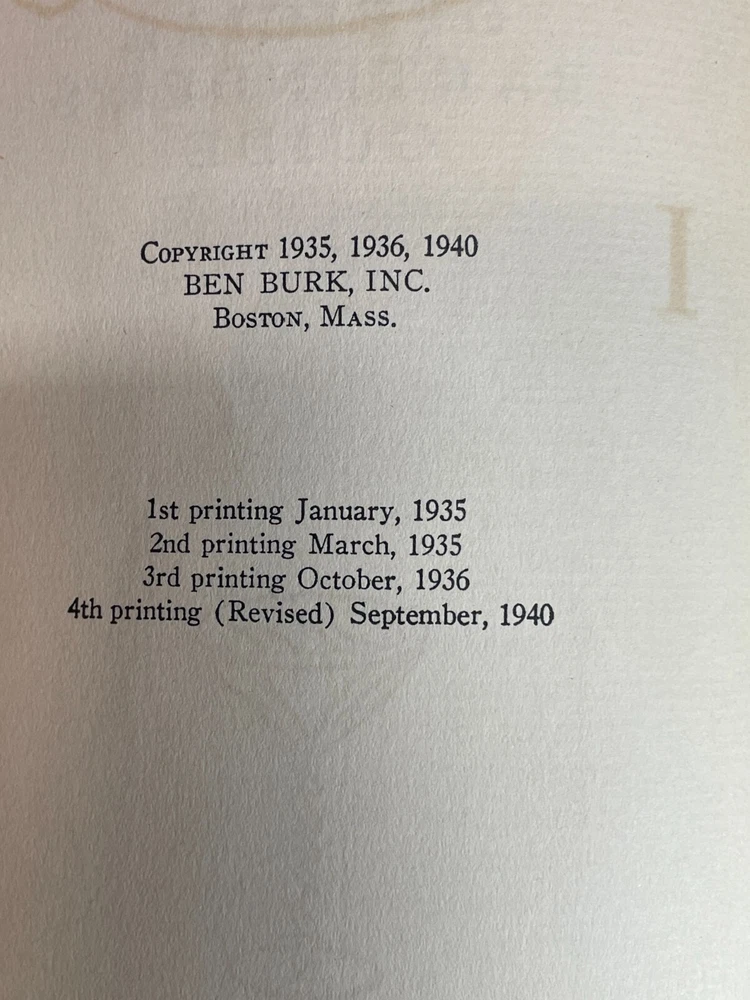 COPYRIGHT 1935, 1936, 1940
BEN BURK, INC.
BOSTON, MASS.
1st printing January, 1935
2nd printing March, 1935
3rd printing October, 1936
4th printing (Revised) September, 1940